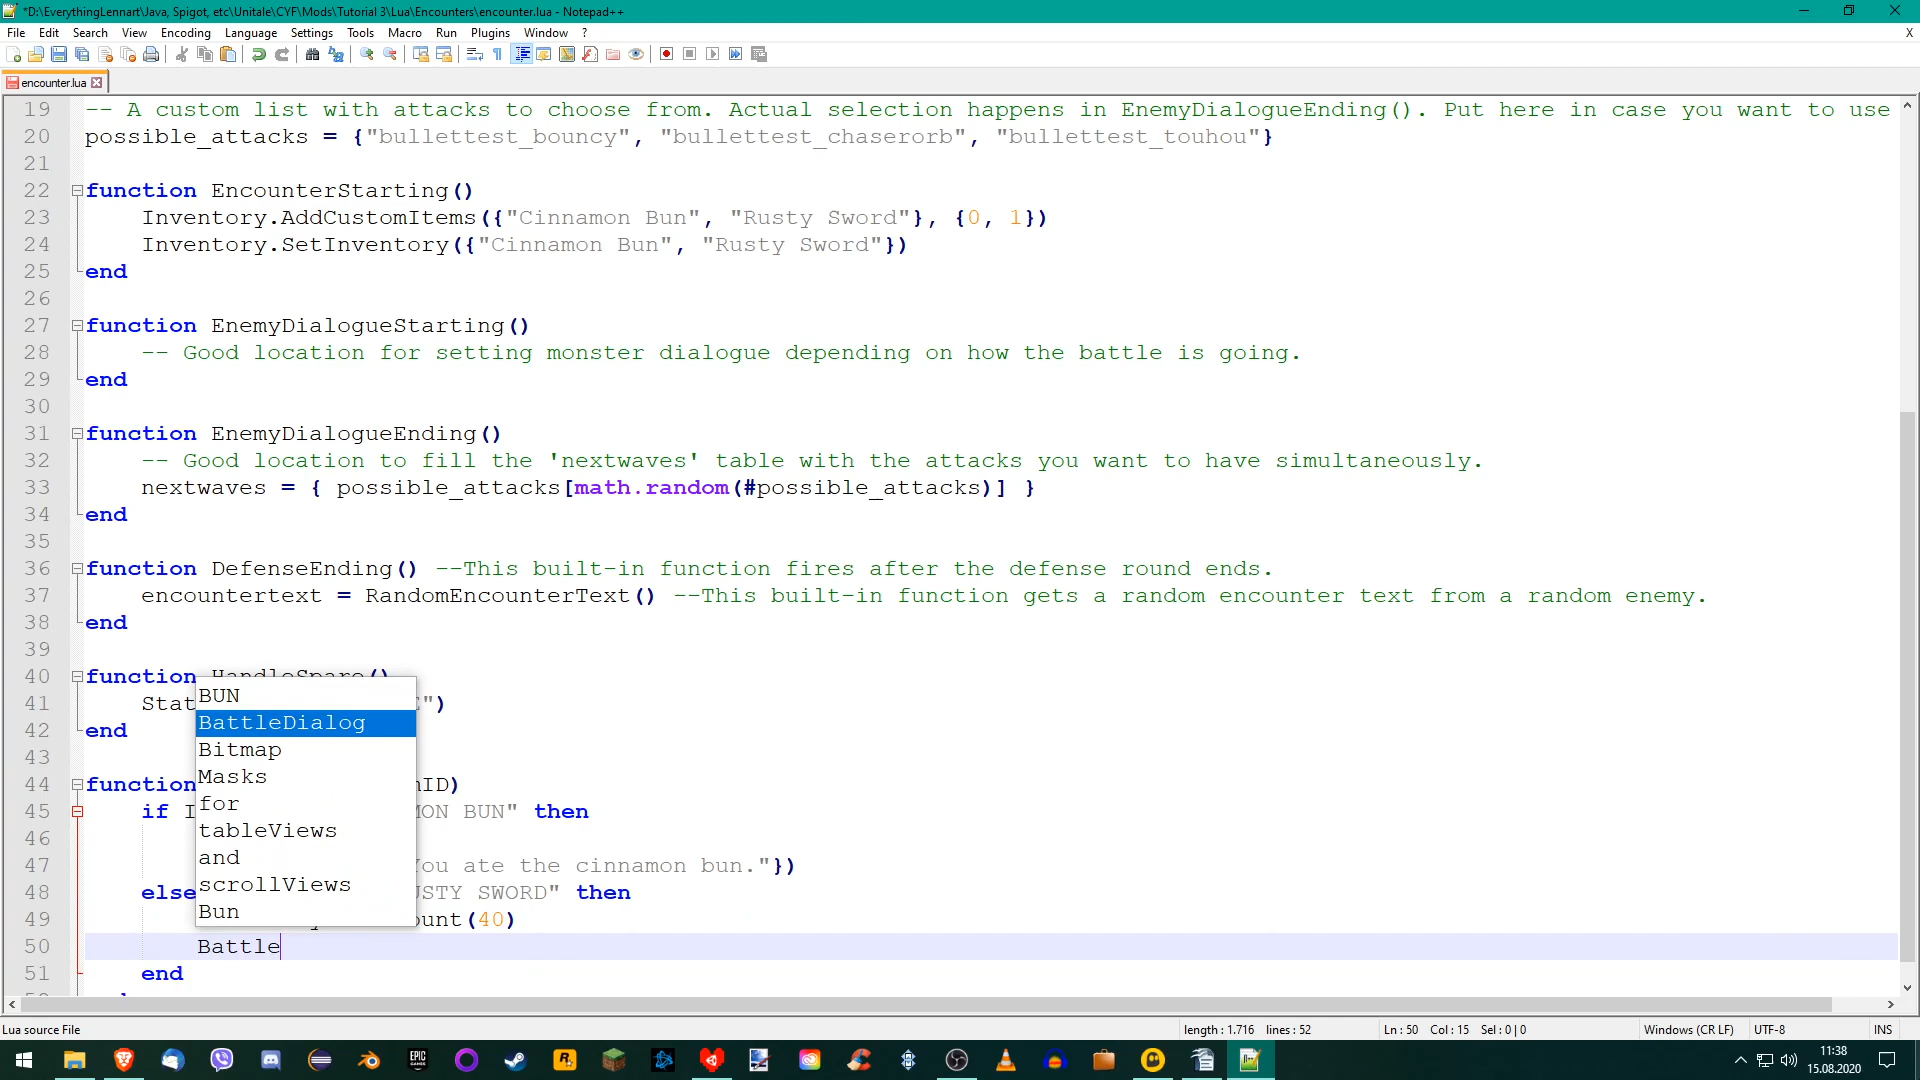 *D:\EverythingLennart\Java, Spigot, etc\Unitale\CYF\Mods\Tutorial 3\Lua\Encounters\encounter.lua - Notepad++
File Edit Search View Encoding Language Settings Tools Macro Run Plugins Window ? X
encounter.lua
19 -- A custom list with attacks to choose from. Actual selection happens in EnemyDialogueEnding(). Put here in case you want to use
20 possible_attacks = {"bullettest_bouncy", "bullettest_chaserorb", "bullettest_touhou"}
21
22 function EncounterStarting()
23 Inventory.AddCustomItems({"Cinnamon Bun", "Rusty Sword"}, {0, 1})
24 Inventory.SetInventory({"Cinnamon Bun", "Rusty Sword"})
25 end
26
27 function EnemyDialogueStarting()
28 -- Good location for setting monster dialogue depending on how the battle is going.
29 end
30
31 function EnemyDialogueEnding()
32 -- Good location to fill the 'nextwaves' table with the attacks you want to have simultaneously.
33 nextwaves = { possible_attacks[math.random(#possible_attacks)] }
34 end
35
36 function DefenseEnding() --This built-in function fires after the defense round ends.
37 encountertext = RandomEncounterText() --This built-in function gets a random encounter text from a random enemy.
38 end
39
40 function HandleSpare()
41 Stat ")
42 end
43
44 function ID)
45 if I MON BUN" then
46
47 You ate the cinnamon bun."})
48 else USTY SWORD" then
49 ount(40)
50 Battle
51 end
BUN
BattleDialog
Bitmap
Masks
for
tableViews
and
scrollViews
Bun
Lua source File length : 1.716 lines : 52 Ln : 50 Col : 15 Sel : 0 | 0 Windows (CR LF) UTF-8 INS
EPIC GAMES
11:38
15.08.2020